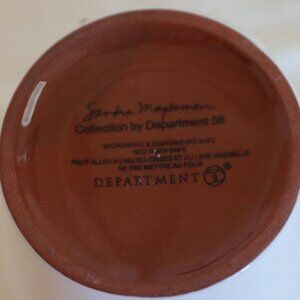 Sandra Magsamen
Collection by Department 56
MICROWAVE & DISHWASHER SAFE
NOT OVEN SAFE
PEUT ALLER AU MICRO-ONDES ET AU LAVE-VAISSELLE
NE PAS METTRE AU FOUR
DEPARTMENT 56